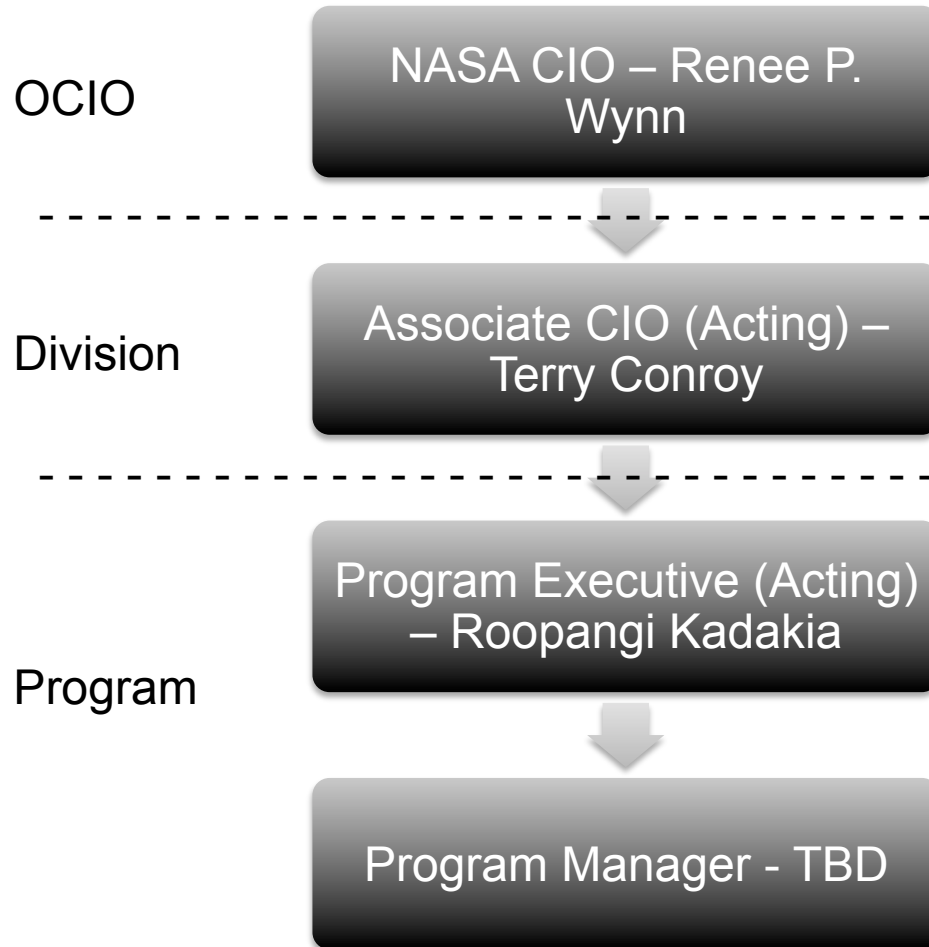 OCIO
NASA CIO – Renee P.
Wynn
Division
Associate CIO (Acting) –
Terry Conroy
Program
Program Executive (Acting)
– Roopangi Kadakia
Program Manager - TBD